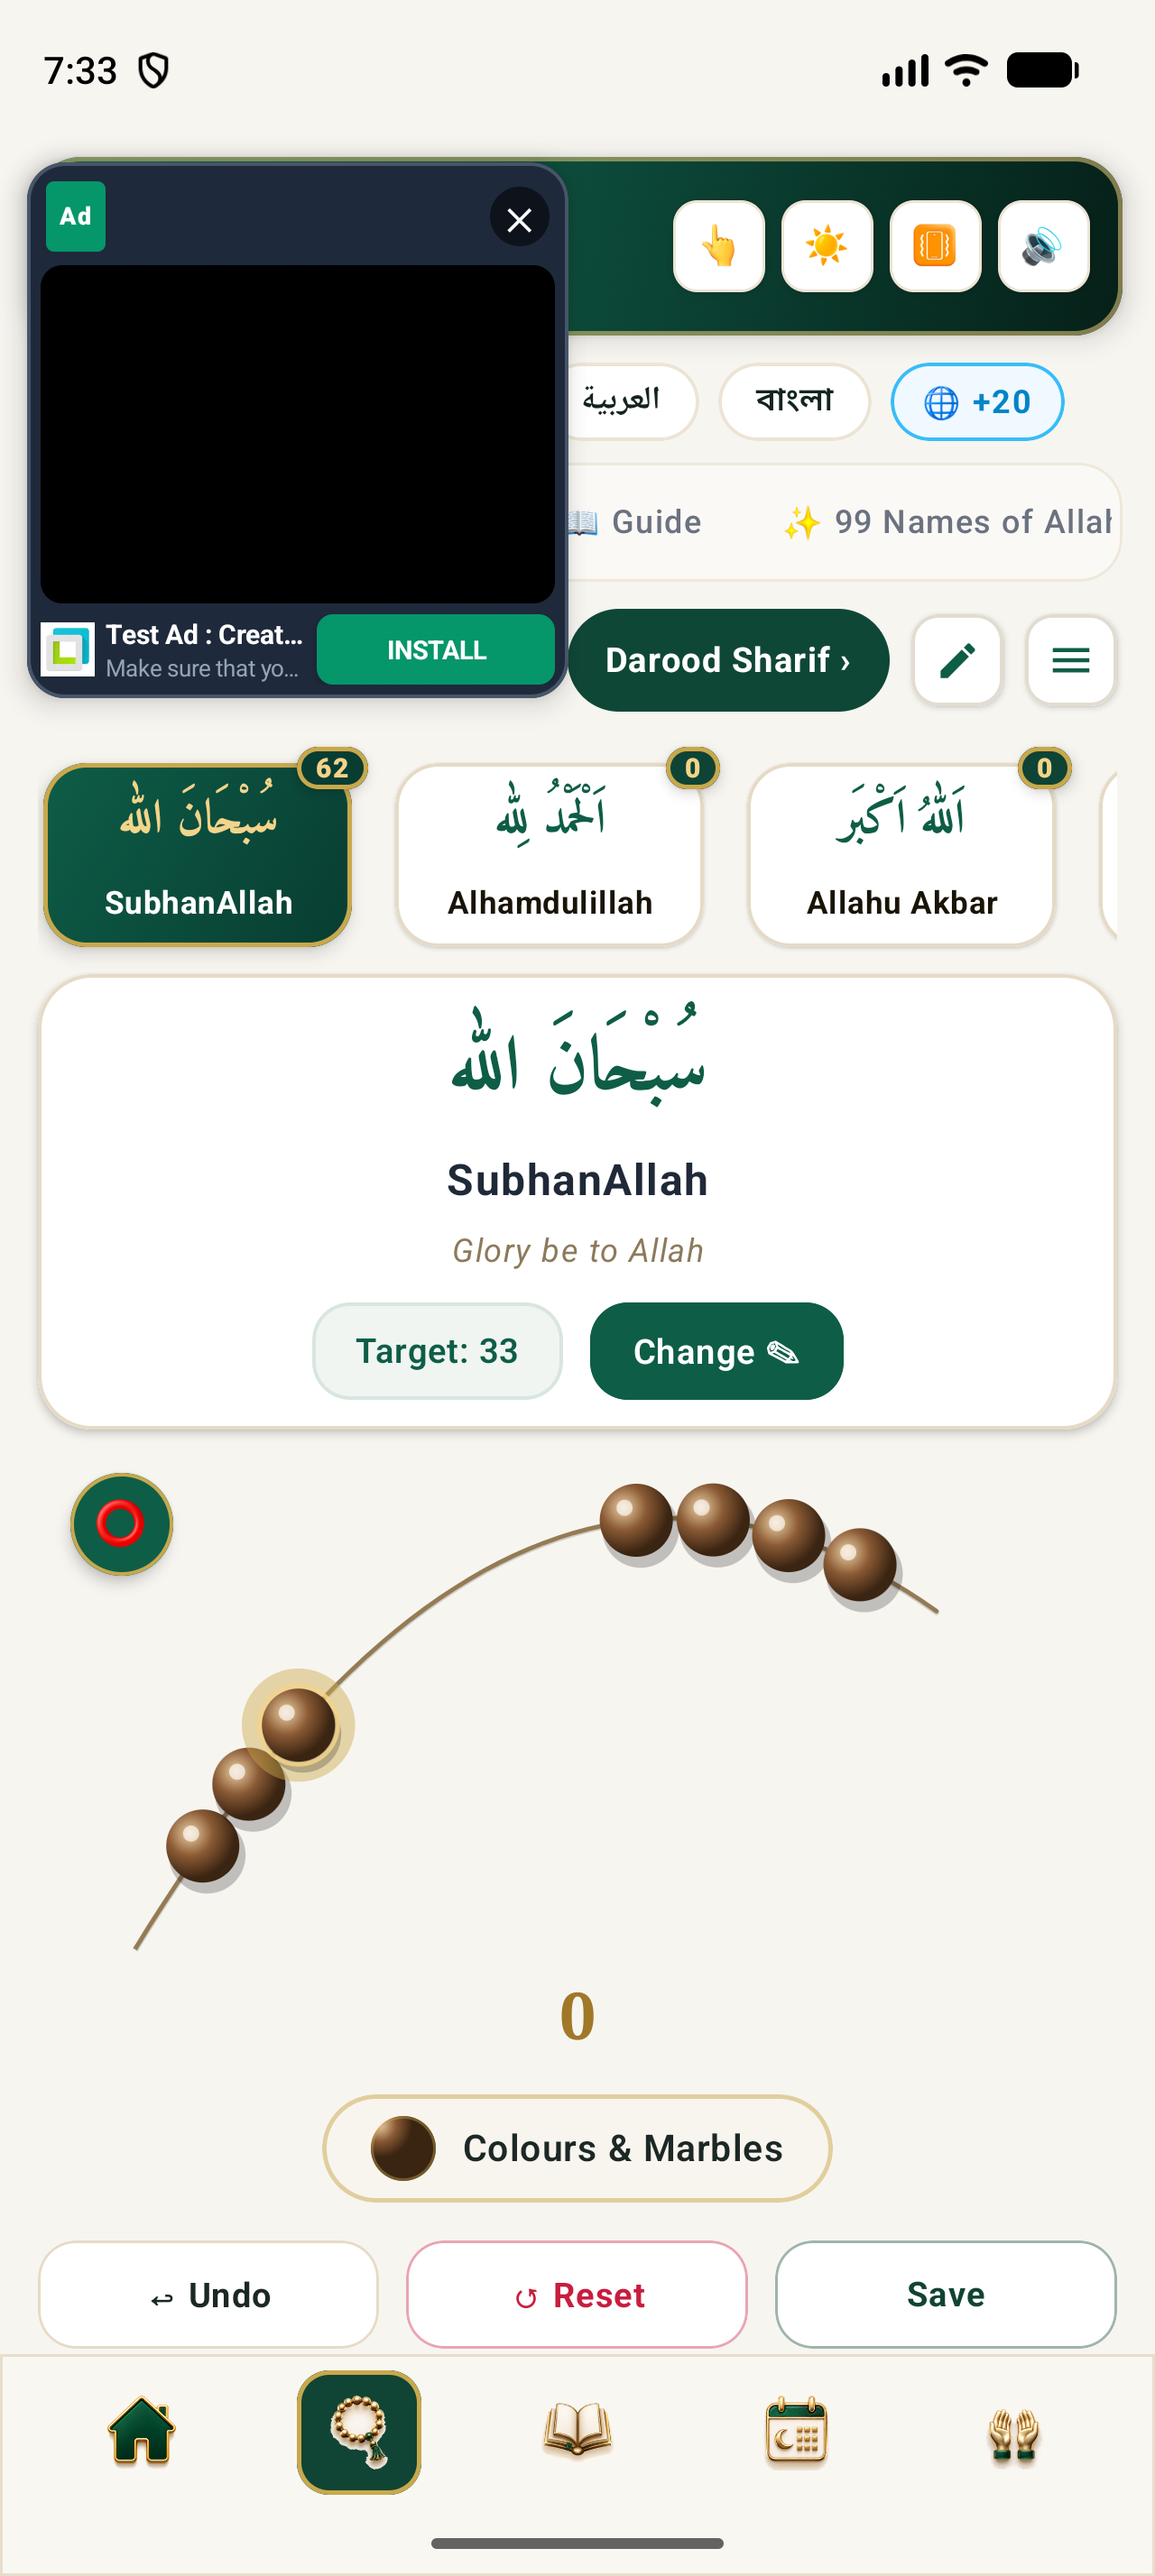 7:33
Ad
العربية
বাংলা
🌐 +20
📖 Guide
✨ 99 Names of Allah
Test Ad : Creat...
Make sure that yo...
INSTALL
Darood Sharif ›
62
سُبْحَانَ اللّٰه
SubhanAllah
0
اَلْحَمْدُ لِلّٰه
Alhamdulillah
0
اَللّٰهُ اَكْبَر
Allahu Akbar
سُبْحَانَ اللّٰه
SubhanAllah
Glory be to Allah
Target: 33
Change ✎
0
Colours & Marbles
↩ Undo
↺ Reset
Save